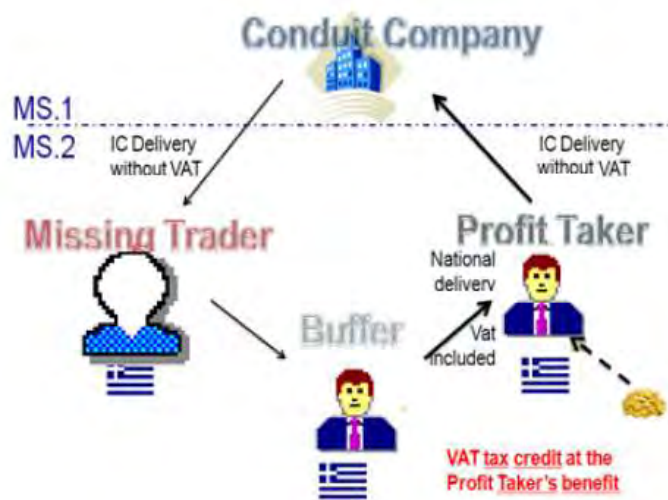 Conduit Company
MS.1
MS.2
IC Delivery
without VAT
IC Delivery
without VAT
Missing Trader
Profit Taker
National
delivery
Buffer
Vat
included
VAT tax credit at the
Profit Taker's benefit